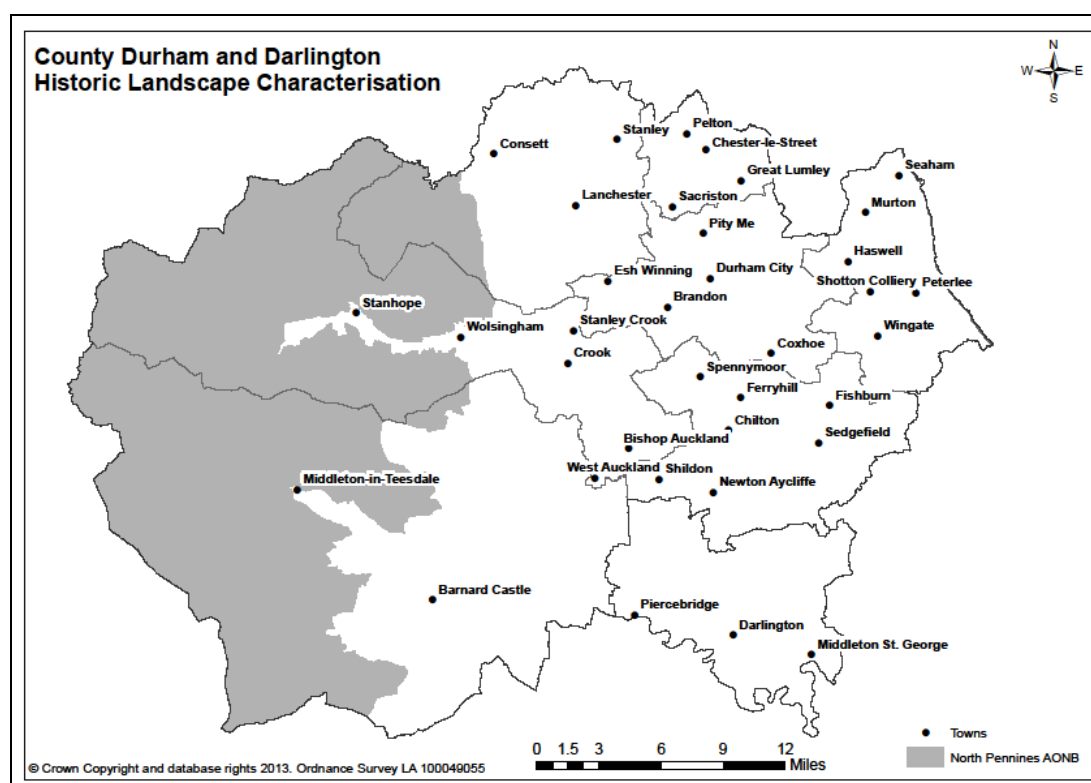 County Durham and Darlington
Historic Landscape Characterisation
N
W E
S
Pelton
Stanley
Chester-le-Street
Consett
Great Lumley
Seaham
Lanchester
Sacriston
Murton
Pity Me
Haswell
Esh Winning
Durham City
Shotton Colliery
Peterlee
Stanhope
Brandon
Wolsingham
Stanley Crook
Wingate
Coxhoe
Crook
Spennymoor
Ferryhill
Fishburn
Chilton
Bishop Auckland
Sedgefield
West Auckland
Shildon
Middleton-in-Teesdale
Newton Aycliffe
Barnard Castle
Piercebridge
Darlington
Middleton St. George
Towns
North Pennines AONB
0 1.5 3 6 9 12
Miles
© Crown Copyright and database rights 2013. Ordnance Survey LA 100049055